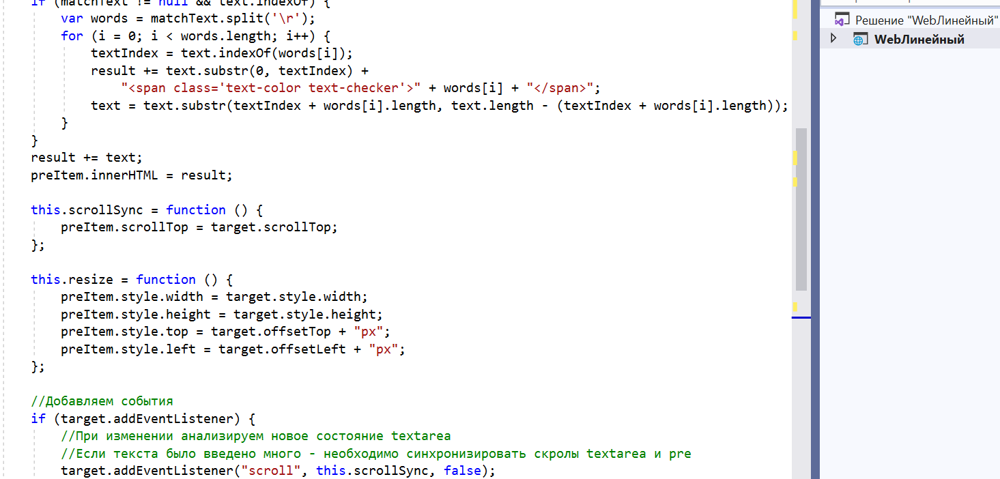 if (matchText != null && text.indexOf) {
var words = matchText.split('\r');
for (i = 0; i < words.length; i++) {
textIndex = text.indexOf(words[i]);
result += text.substr(0, textIndex) +
"<span class='text-color text-checker'>" + words[i] + "</span>";
text = text.substr(textIndex + words[i].length, text.length - (textIndex + words[i].length));
}
}
result += text;
preItem.innerHTML = result;
this.scrollSync = function () {
preItem.scrollTop = target.scrollTop;
};
this.resize = function () {
preItem.style.width = target.style.width;
preItem.style.height = target.style.height;
preItem.style.top = target.offsetTop + "px";
preItem.style.left = target.offsetLeft + "px";
};
//Добавляем события
if (target.addEventListener) {
//При изменении анализируем новое состояние textarea
//Если текста было введено много - необходимо синхронизировать скролы textarea и pre
target.addEventListener("scroll", this.scrollSync, false);
Решение "WebЛинейный"
WebЛинейный